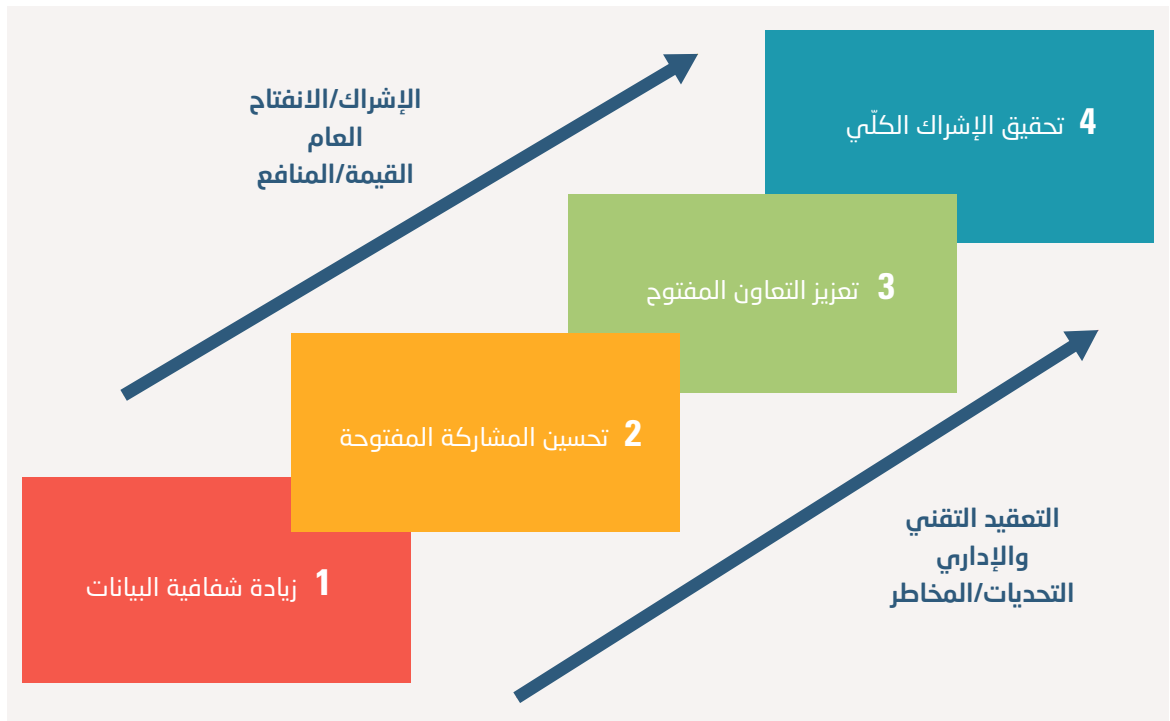 الإشراك/الانفتاح
العام
القيمة/المنافع
4 تحقيق الإشراك الكلّي
3 تعزيز التعاون المفتوح
2 تحسين المشاركة المفتوحة
1 زيادة شفافية البيانات
التعقيد التقني
والإداري
التحديات/المخاطر